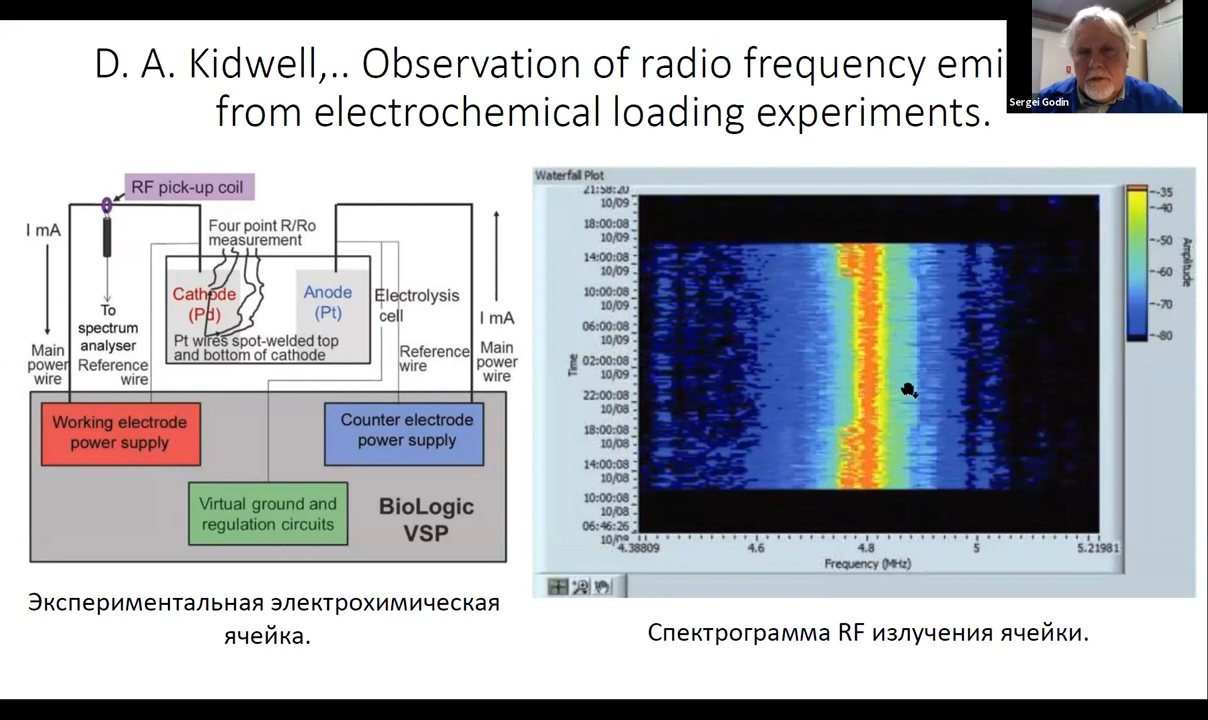 D. A. Kidwell,.. Observation of radio frequency emi
from electrochemical loading experiments.
Sergei Godin
RF pick-up coil
I mA
Four point R/Ro
measurement
Cathode
(Pd)
Anode
(Pt)
Electrolysis
cell
To
spectrum
analyser
I mA
Pt wires spot-welded top
and bottom of cathode
Main
power
wire
Reference
wire
Reference
wire
Main
power
wire
Working electrode
power supply
Counter electrode
power supply
Virtual ground and
regulation circuits
BioLogic
VSP
Экспериментальная электрохимическая
ячейка.
Waterfall Plot
21:58:20
10/09
18:00:08
10/09
14:00:08
10/09
10:00:08
10/09
06:00:08
10/09
02:00:08
10/09
22:00:08
10/08
18:00:08
10/08
14:00:08
10/08
10:00:08
10/08
06:46:26
Time
4.38809 4.6 4.8 5 5.21981
Frequency (MHz)
-35
-40
-50
-60
-70
-80
Amplitude
Спектрограмма RF излучения ячейки.